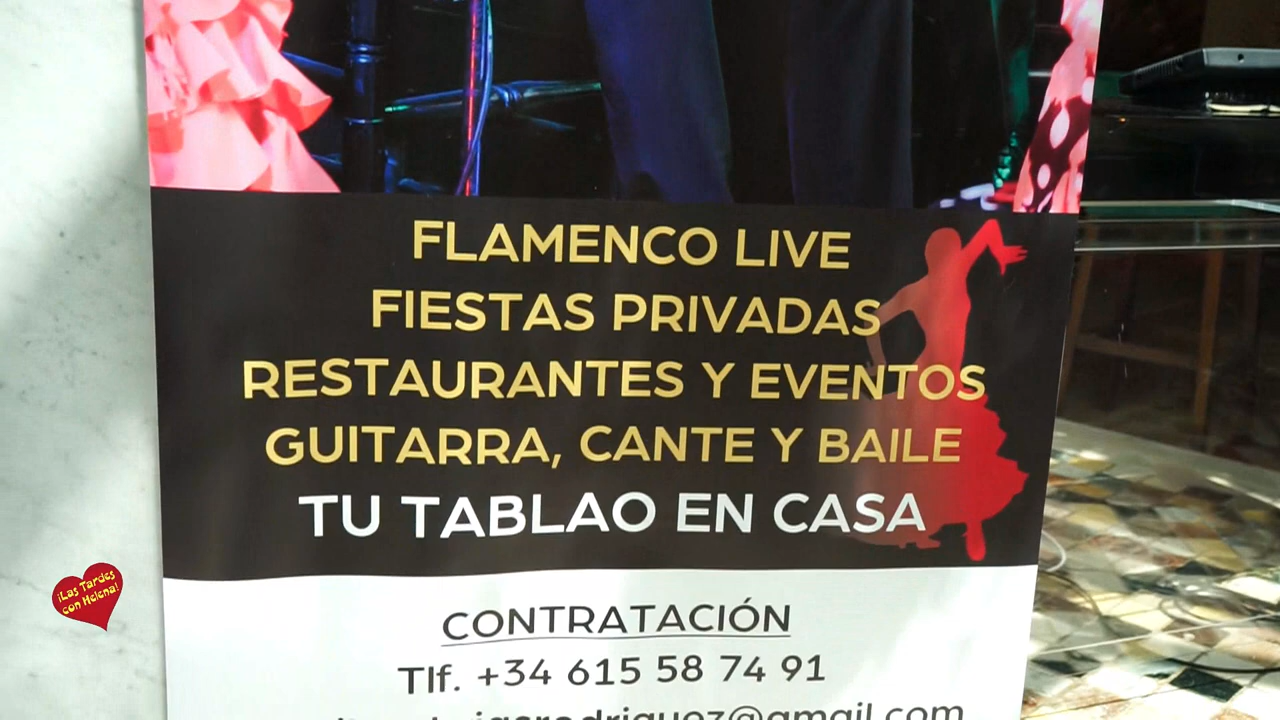 FLAMENCO LIVE
FIESTAS PRIVADAS
RESTAURANTES Y EVENTOS
GUITARRA, CANTE Y BAILE
TU TABLAO EN CASA
¡Las Tardes
con Helena!
CONTRATACIÓN
Tlf. +34 615 58 74 91